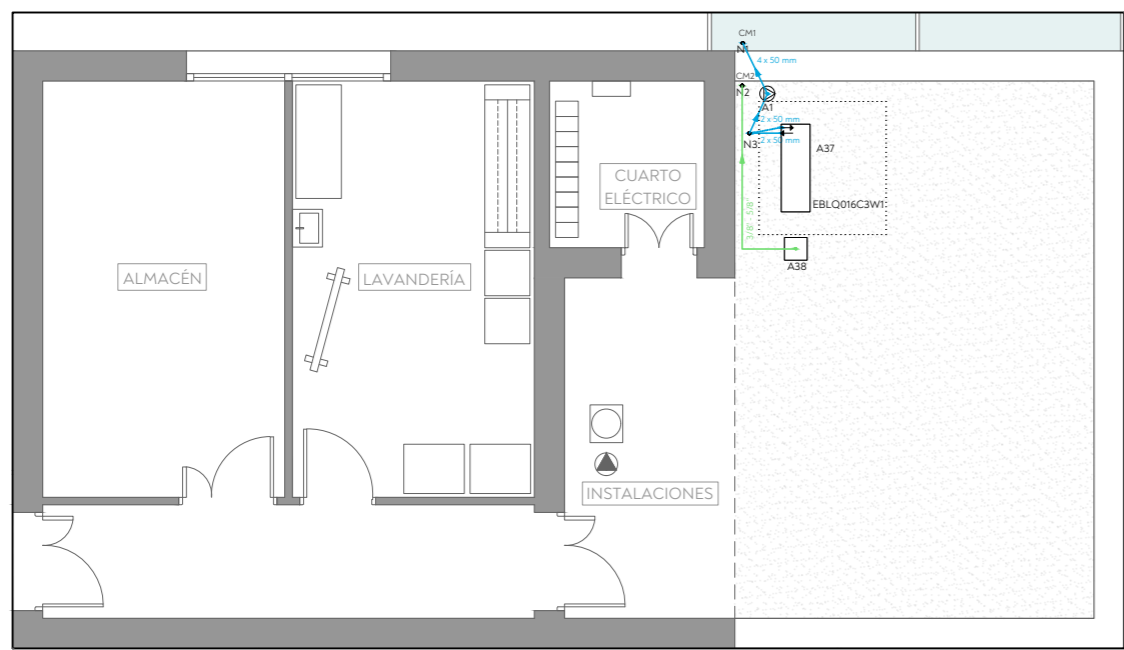 CM1
N1
4 x 50 mm
CM2
N2
A1
2 x 50 mm
N3
2 x 50 mm
A37
CUARTO
ELÉCTRICO
EBLQ016C3W1
3/8" 5/8"
A38
ALMACÉN
LAVANDERÍA
INSTALACIONES